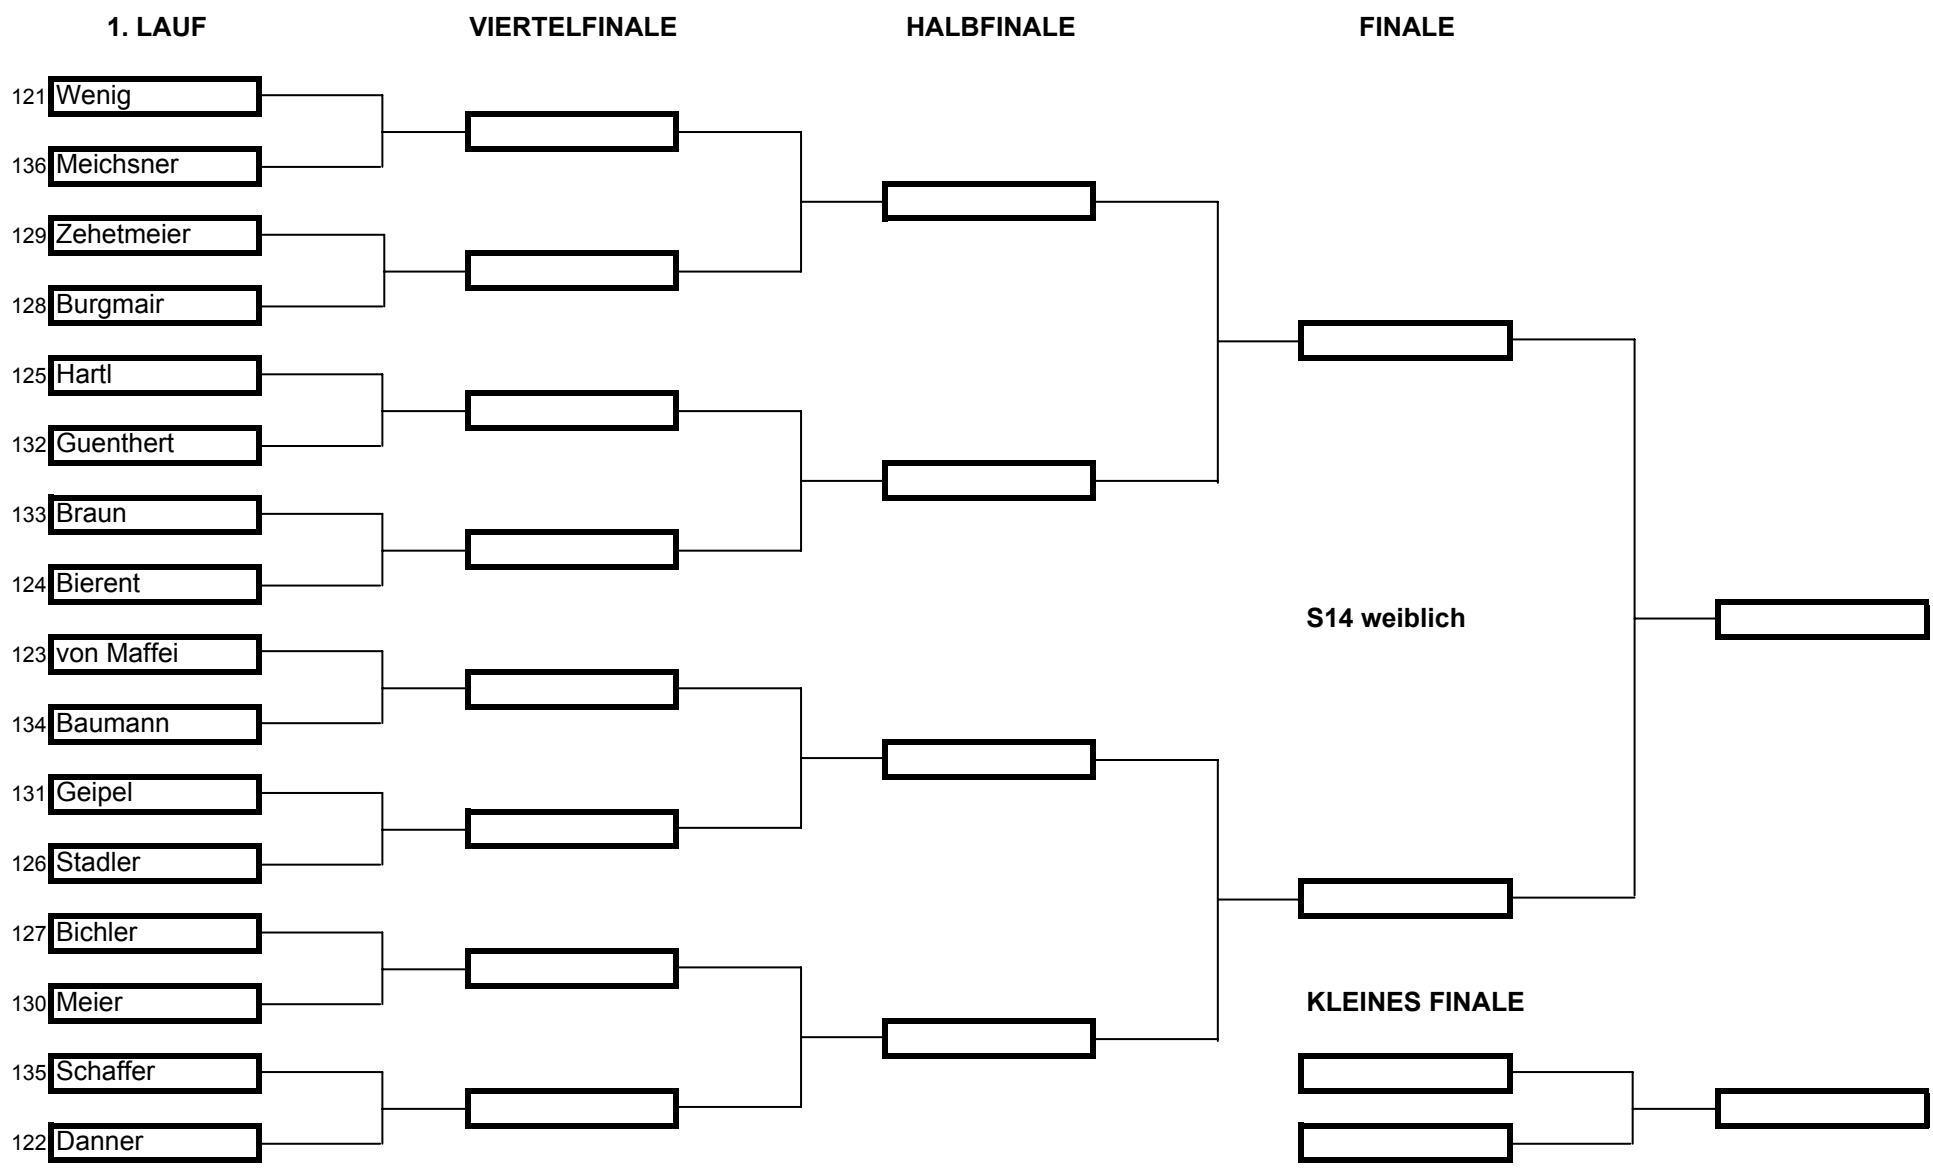 1. LAUF VIERTELFINALE HALBFINALE FINALE
121 Wenig
136 Meichsner
129 Zehetmeier
128 Burgmair
125 Hartl
132 Guenthert
133 Braun
124 Bierent
S14 weiblich
123 von Maffei
134 Baumann
131 Geipel
126 Stadler
127 Bichler
130 Meier
KLEINES FINALE
135 Schaffer
122 Danner